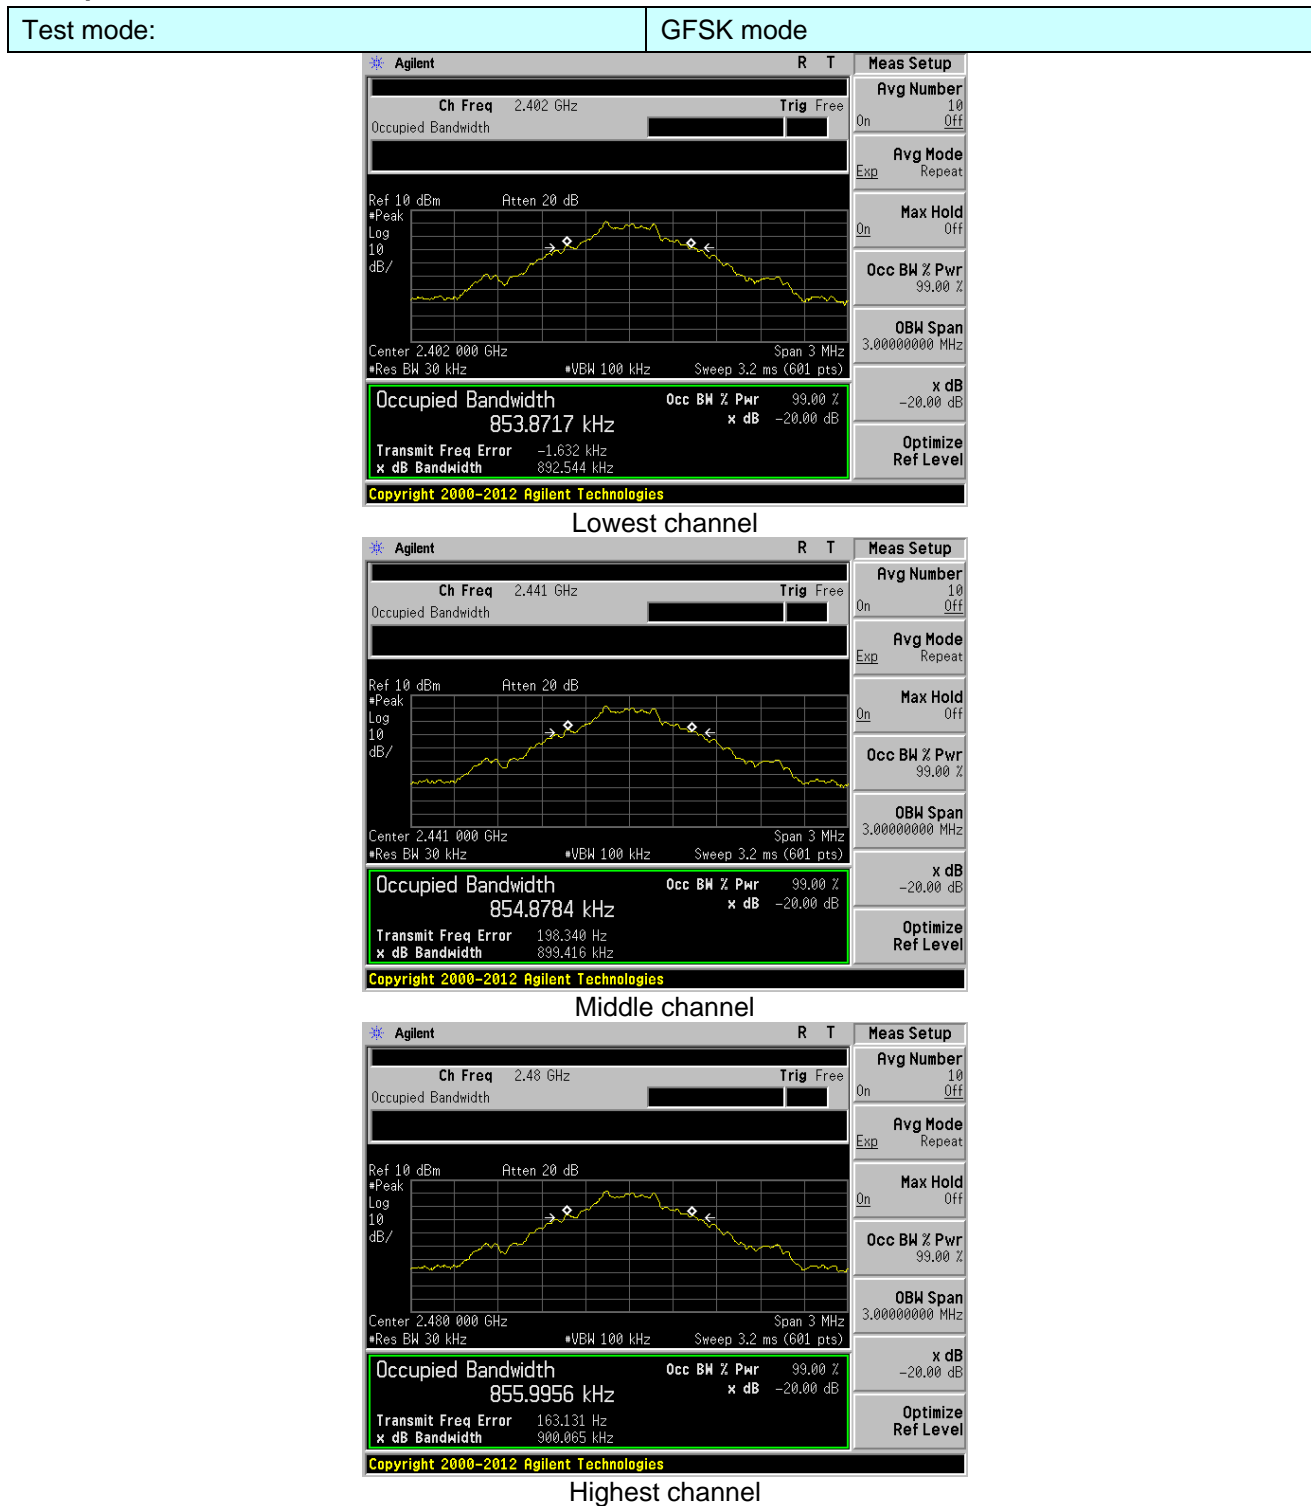 Test mode: GFSK mode
Agilent R T Meas Setup
Ch Freq 2.402 GHz Trig Free
Occupied Bandwidth
Avg Number
10
On Off
Avg Mode
Exp Repeat
Max Hold
On Off
Occ BW % Pwr
99.00 %
OBW Span
3.00000000 MHz
x dB
-20.00 dB
Optimize
Ref Level
Ref 10 dBm Atten 20 dB
#Peak
Log
10
dB/
Center 2.402 000 GHz Span 3 MHz
#Res BW 30 kHz #VBW 100 kHz Sweep 3.2 ms (601 pts)
Occupied Bandwidth Occ BW % Pwr 99.00 %
853.8717 kHz x dB -20.00 dB
Transmit Freq Error -1.632 kHz
x dB Bandwidth 892.544 kHz
Copyright 2000-2012 Agilent Technologies
Lowest channel
Agilent R T Meas Setup
Ch Freq 2.441 GHz Trig Free
Occupied Bandwidth
Avg Number
10
On Off
Avg Mode
Exp Repeat
Max Hold
On Off
Occ BW % Pwr
99.00 %
OBW Span
3.00000000 MHz
x dB
-20.00 dB
Optimize
Ref Level
Ref 10 dBm Atten 20 dB
#Peak
Log
10
dB/
Center 2.441 000 GHz Span 3 MHz
#Res BW 30 kHz #VBW 100 kHz Sweep 3.2 ms (601 pts)
Occupied Bandwidth Occ BW % Pwr 99.00 %
854.8784 kHz x dB -20.00 dB
Transmit Freq Error 198.340 Hz
x dB Bandwidth 899.416 kHz
Copyright 2000-2012 Agilent Technologies
Middle channel
Agilent R T Meas Setup
Ch Freq 2.48 GHz Trig Free
Occupied Bandwidth
Avg Number
10
On Off
Avg Mode
Exp Repeat
Max Hold
On Off
Occ BW % Pwr
99.00 %
OBW Span
3.00000000 MHz
x dB
-20.00 dB
Optimize
Ref Level
Ref 10 dBm Atten 20 dB
#Peak
Log
10
dB/
Center 2.480 000 GHz Span 3 MHz
#Res BW 30 kHz #VBW 100 kHz Sweep 3.2 ms (601 pts)
Occupied Bandwidth Occ BW % Pwr 99.00 %
855.9956 kHz x dB -20.00 dB
Transmit Freq Error 163.131 Hz
x dB Bandwidth 900.065 kHz
Copyright 2000-2012 Agilent Technologies
Highest channel